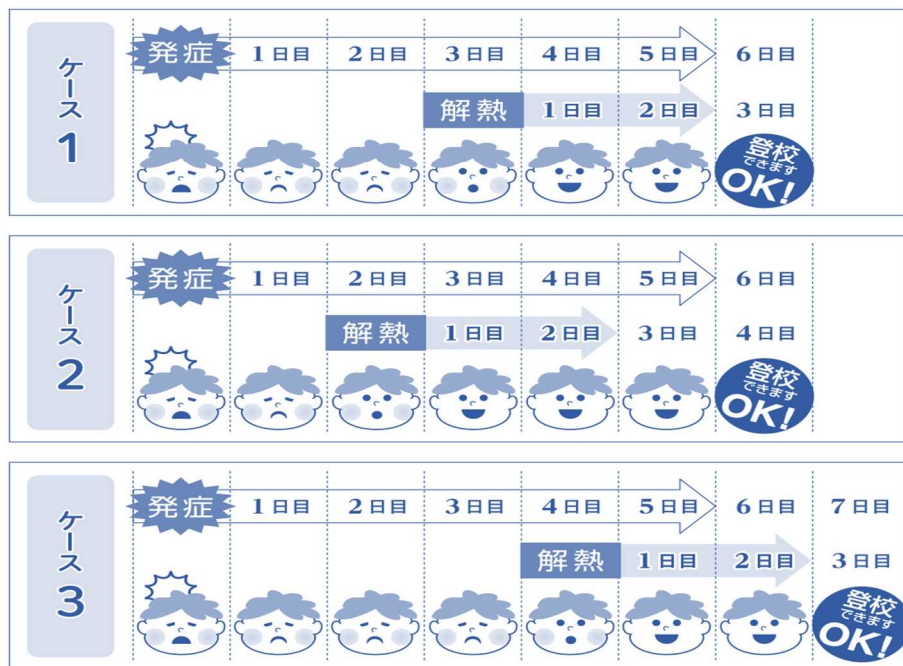 ケース1
発症 1日目 2日目 3日目 4日目 5日目 6日目
解熱 1日目 2日目 3日目
登校
できます
OK!
ケース2
発症 1日目 2日目 3日目 4日目 5日目 6日目
解熱 1日目 2日目 3日目 4日目
登校
できます
OK!
ケース3
発症 1日目 2日目 3日目 4日目 5日目 6日目 7日目
解熱 1日目 2日目 3日目
登校
できます
OK!